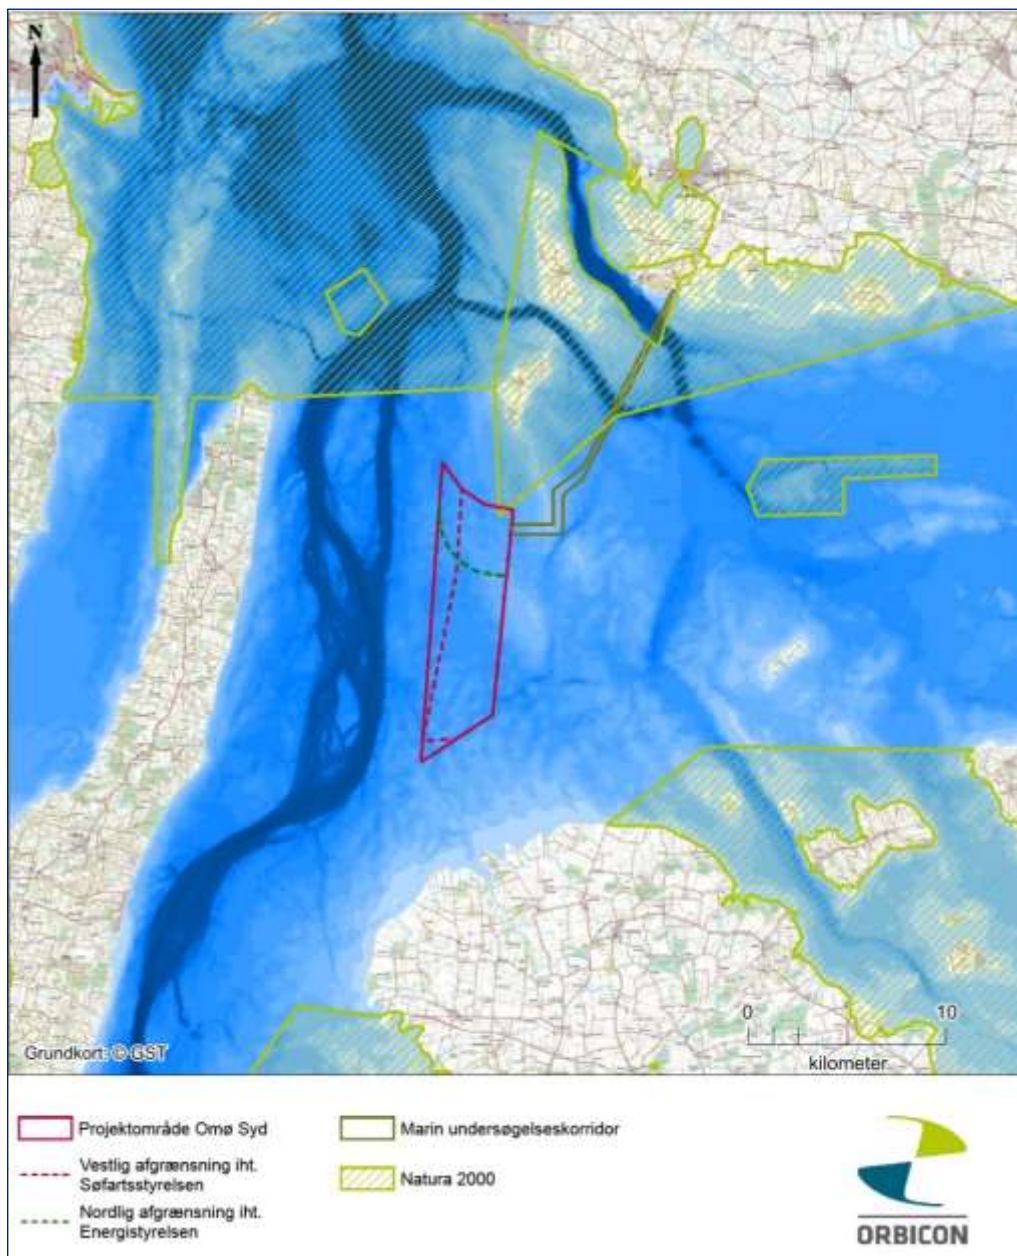 N
Grundkort: © GST
0 10
kilometer
Projektområde Omø Syd
Vestlig afgrænsning iht.
Søfartsstyrelsen
Nordlig afgrænsning iht.
Energistyrelsen
Marin undersøgelseskorridor
Natura 2000
ORBICON